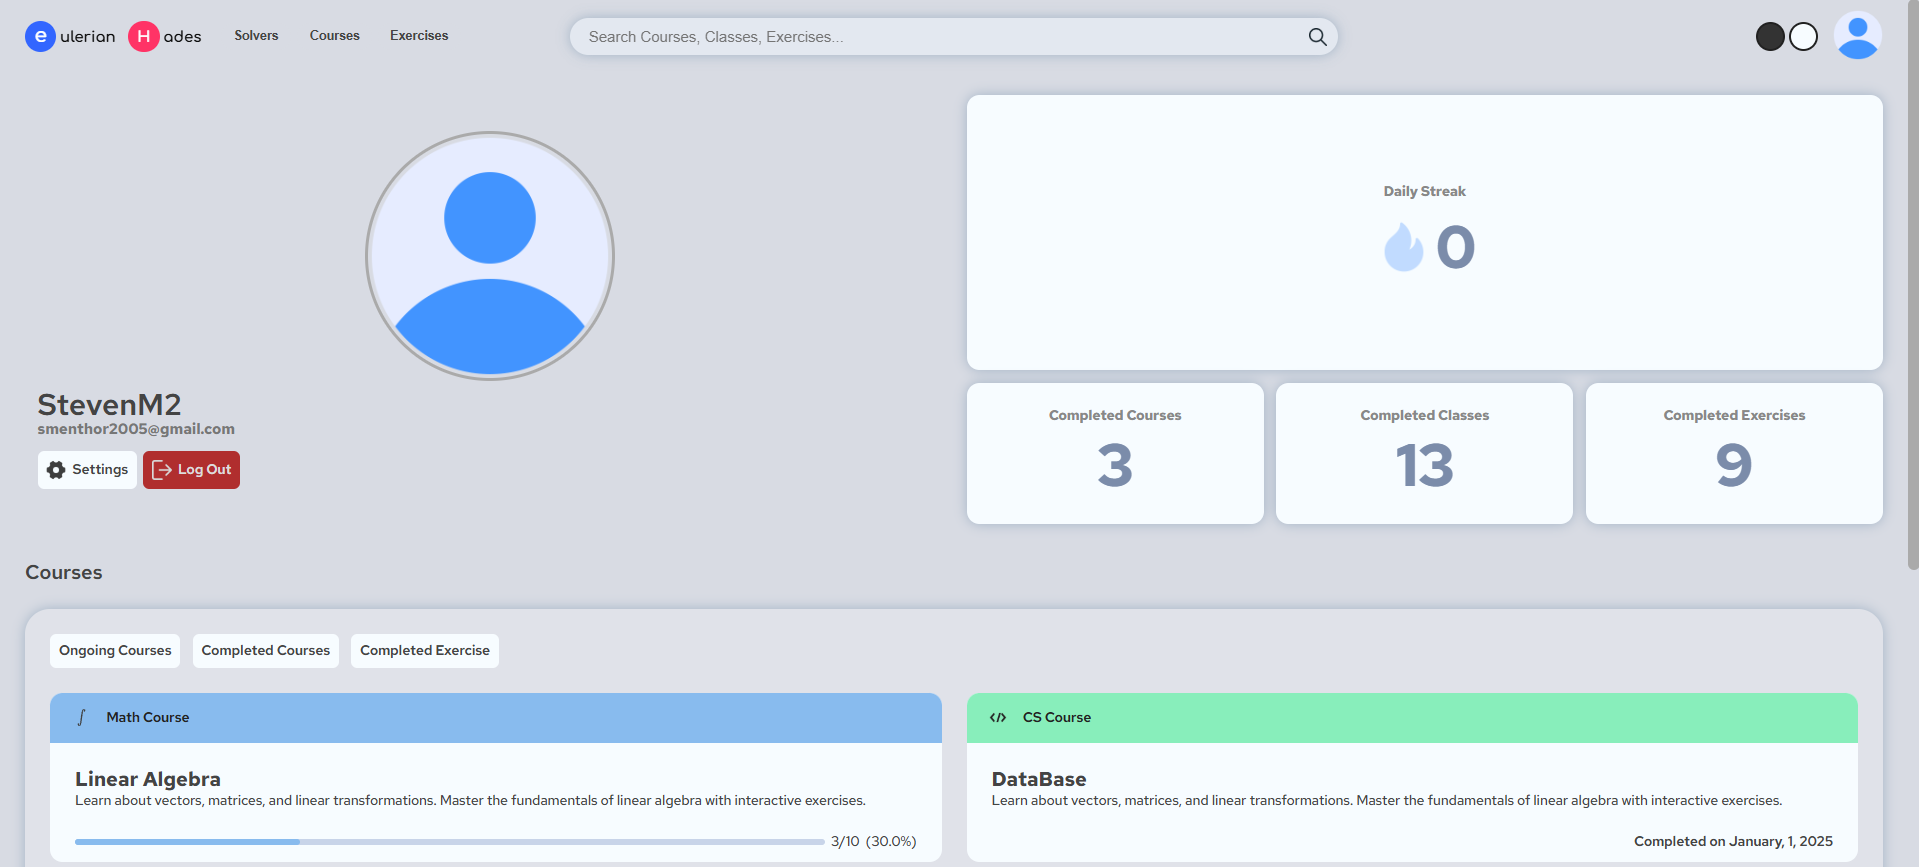 eulerian Hades Solvers Courses Exercises Search Courses, Classes, Exercises...
Daily Streak
0
StevenM2
smenthor2005@gmail.com
Settings Log Out
Completed Courses
3
Completed Classes
13
Completed Exercises
9
Courses
Ongoing Courses Completed Courses Completed Exercise
∫ Math Course
Linear Algebra
Learn about vectors, matrices, and linear transformations. Master the fundamentals of linear algebra with interactive exercises.
3/10 (30.0%)
</> CS Course
DataBase
Learn about vectors, matrices, and linear transformations. Master the fundamentals of linear algebra with interactive exercises.
Completed on January, 1, 2025